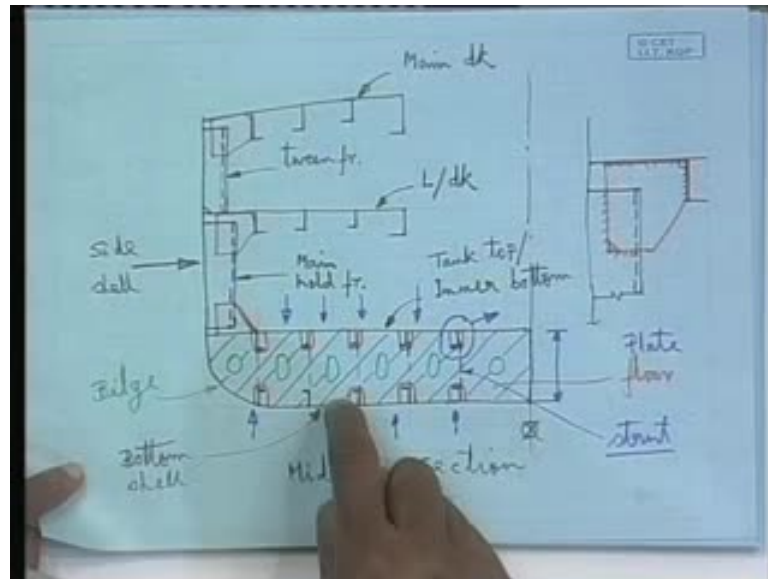 Main dk
Tween fr.
L/dk
Side
shell
Main
hold fr.
Tank top/
Inner bottom
Plate
floor
Bilge
strut
Bottom
shell
Mid
ection